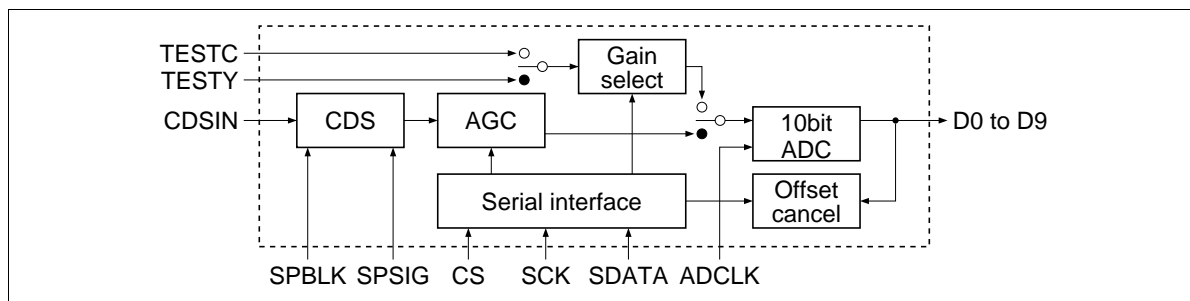 TESTC
TESTY
CDSIN
Gain
select
CDS
AGC
10bit
ADC
D0 to D9
Serial interface
Offset
cancel
SPBLK
SPSIG
CS
SCK
SDATA
ADCLK